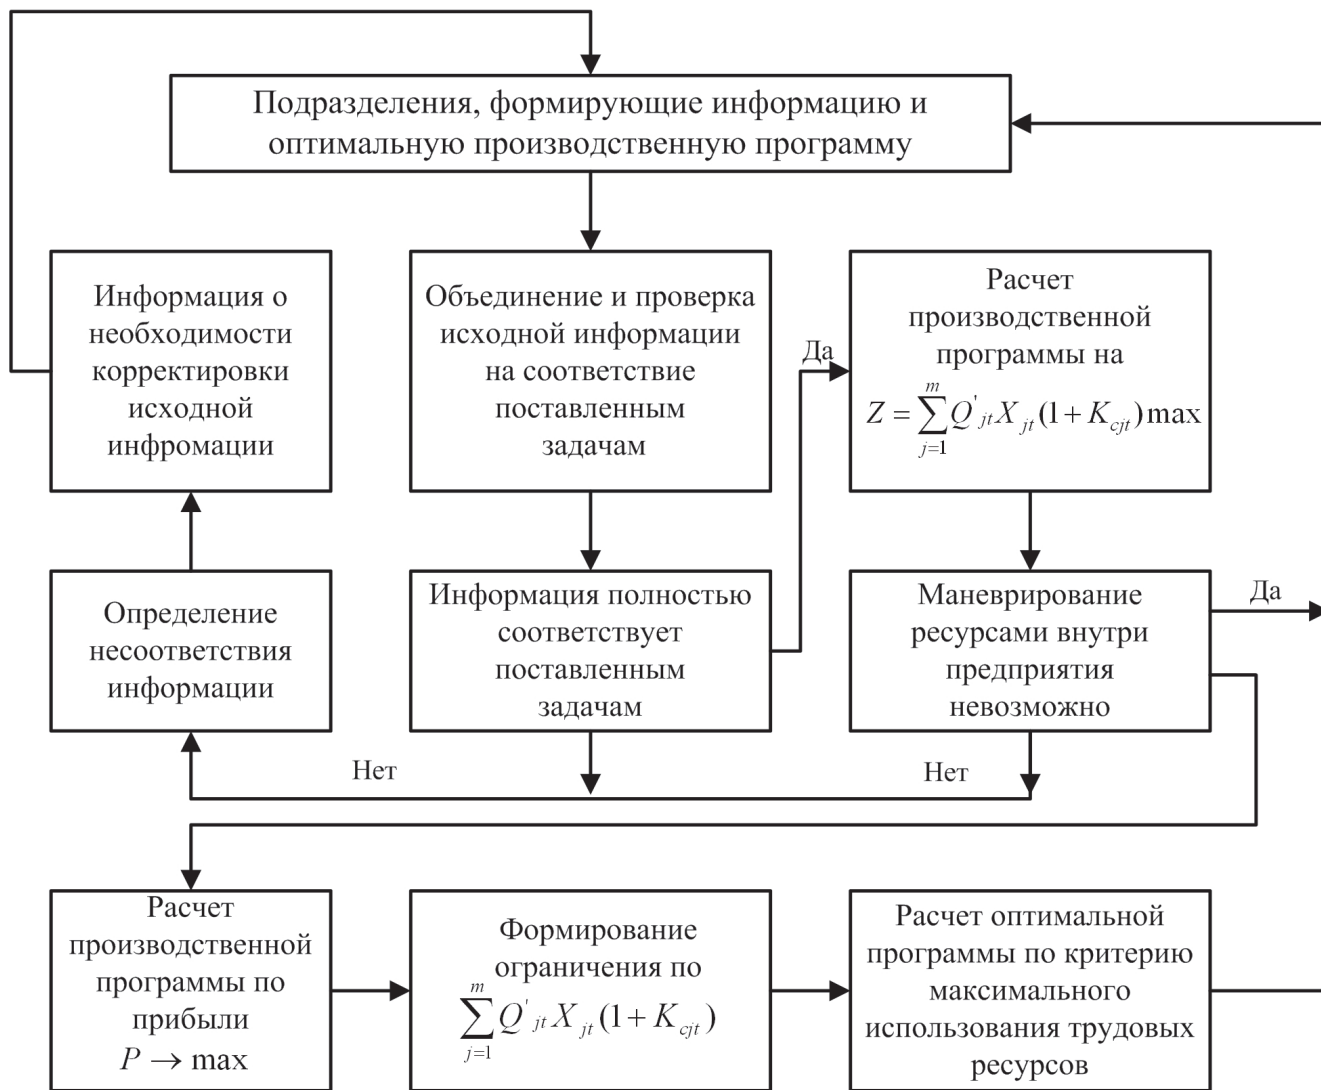 Подразделения, формирующие информацию и
оптимальную производственную программу
Информация о
необходимости
корректировки
исходной
инфромации
Объединение и проверка
исходной информации
на соответствие
поставленным
задачам
Да
Расчет
производственной
программы на
Z = \sum_{j=1}^{m} Q'_{jt} X_{jt} (1 + K_{cjt}) max
Определение
несоответствия
информации
Информация полностью
соответствует
поставленным
задачам
Маневрирование
ресурсами внутри
предприятия
невозможно
Да
Нет
Нет
Расчет
производственной
программы по
прибыли
P → max
Формирование
ограничения по
\sum_{j=1}^{m} Q'_{jt} X_{jt} (1 + K_{cjt})
Расчет оптимальной
программы по критерию
максимального
использования трудовых
ресурсов